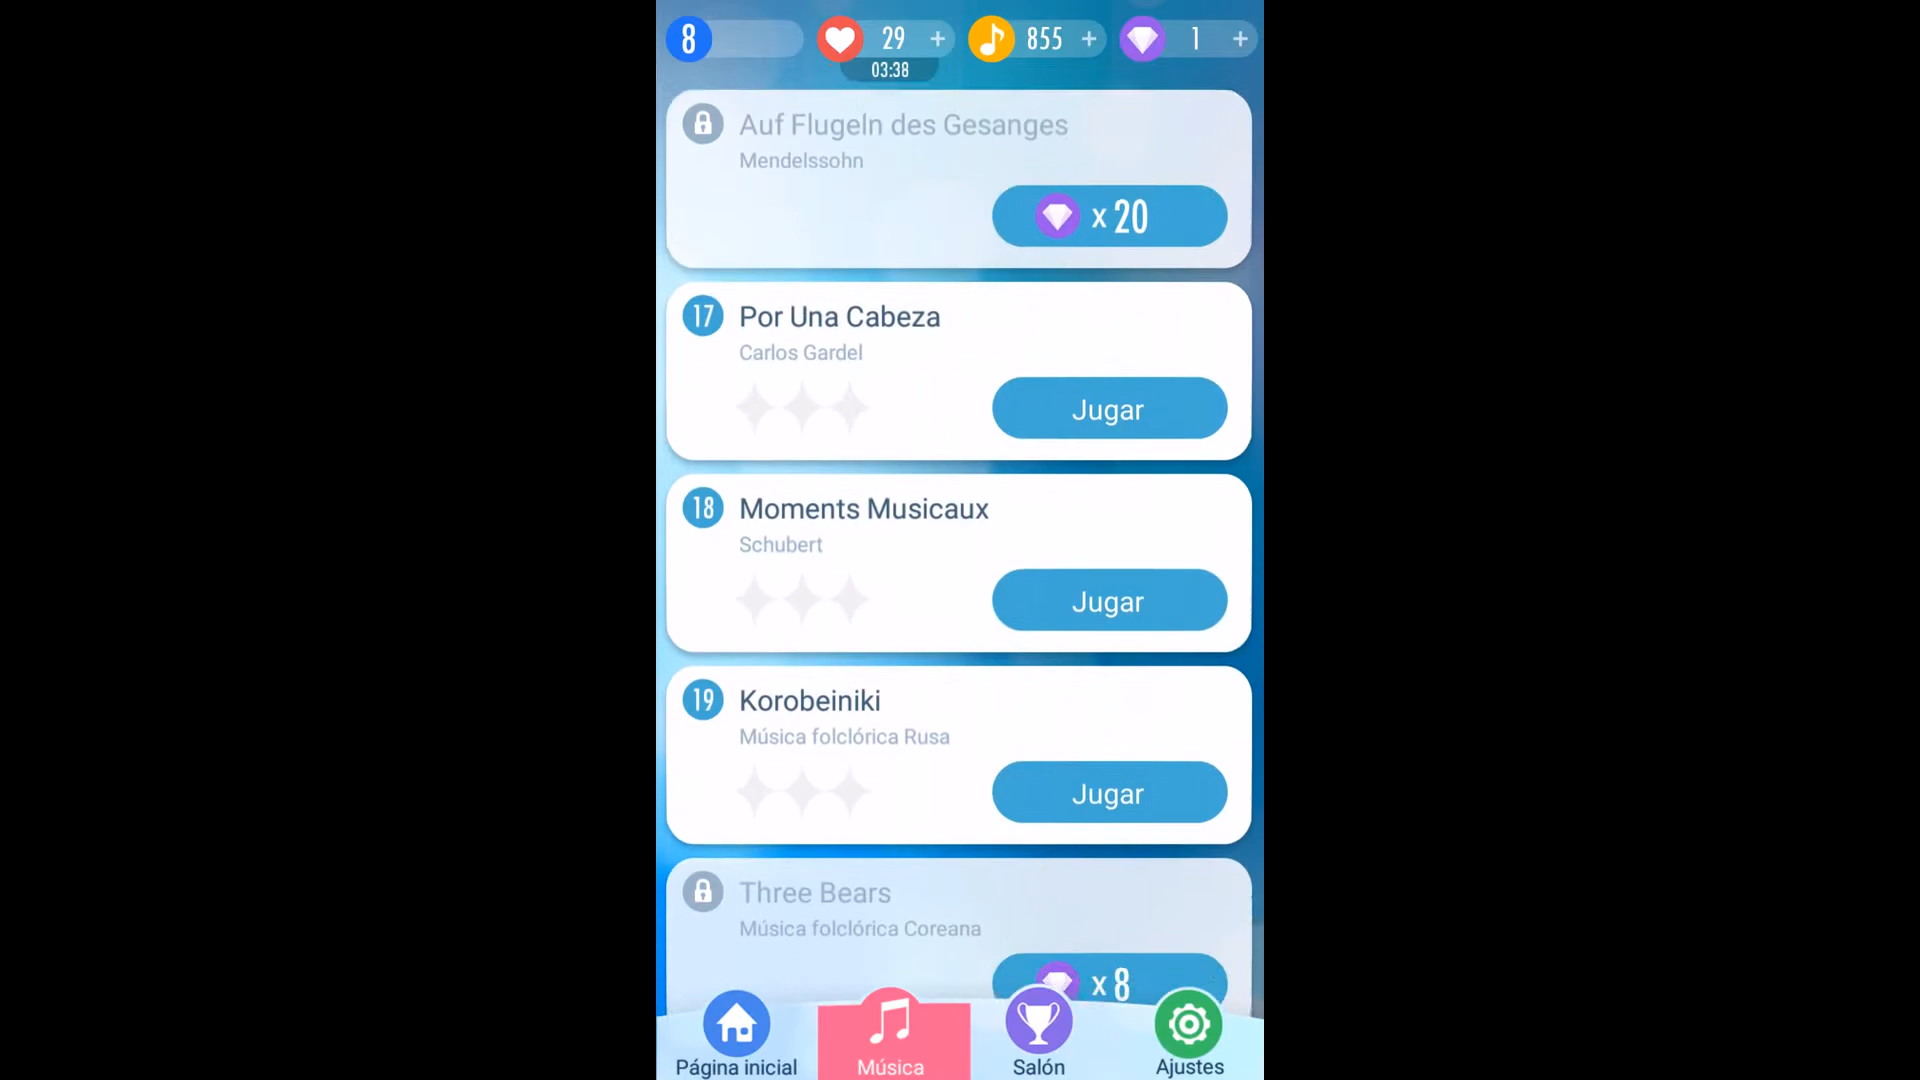 8 29 + 855 + 1 +
03:38
Auf Flugeln des Gesanges
Mendelssohn
x 20
17 Por Una Cabeza
Carlos Gardel
Jugar
18 Moments Musicaux
Schubert
Jugar
19 Korobeiniki
Música folclórica Rusa
Jugar
Three Bears
Música folclórica Coreana
x 8
Página inicial Música Salón Ajustes